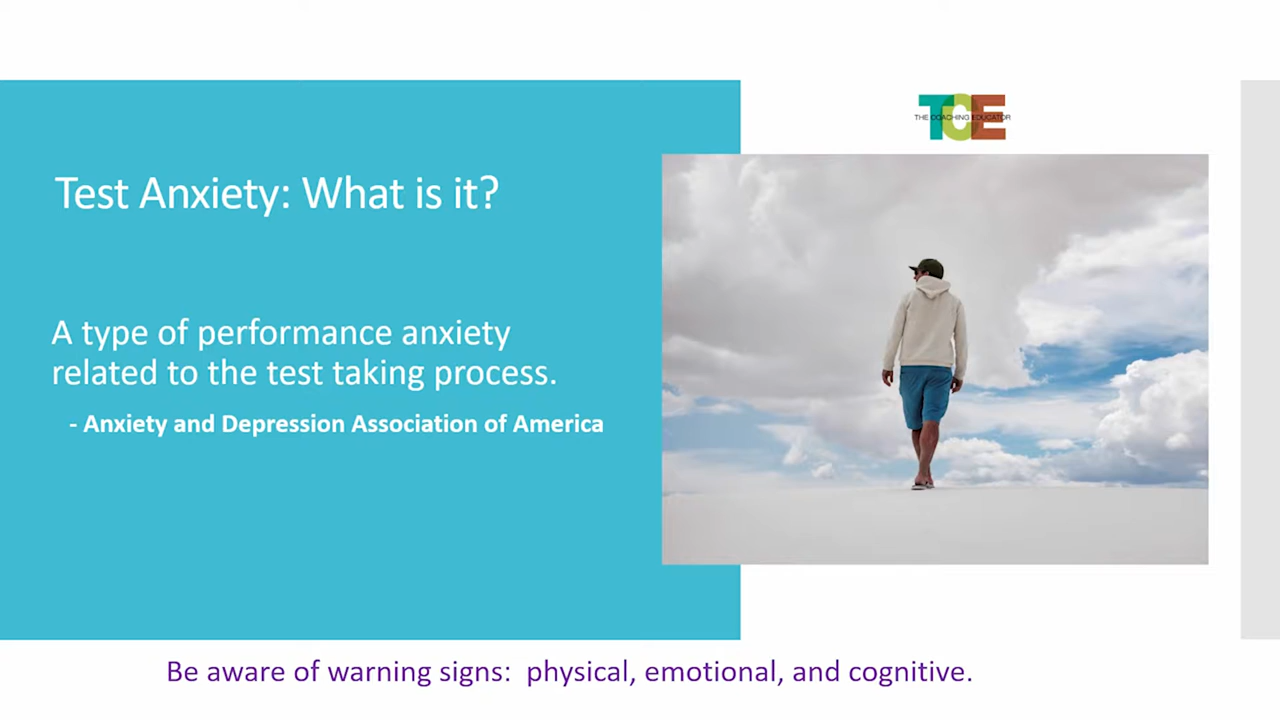 TCE
THE COACHING EDUCATOR
Test Anxiety: What is it?
A type of performance anxiety
related to the test taking process.
- Anxiety and Depression Association of America
Be aware of warning signs:  physical, emotional, and cognitive.